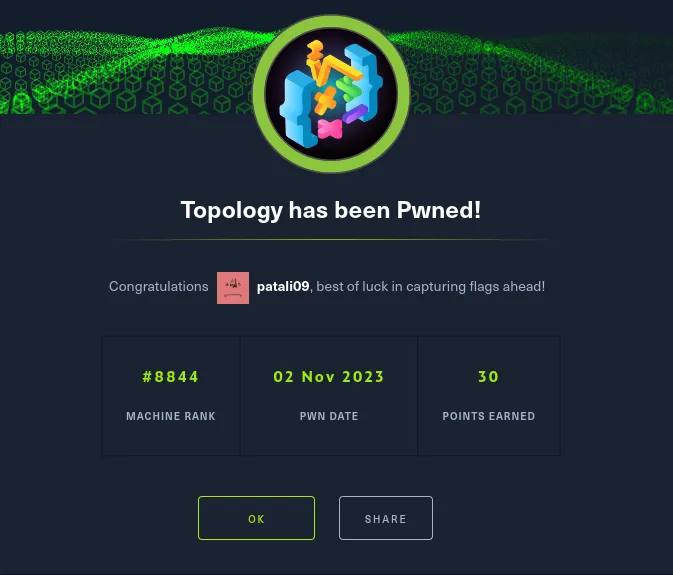 Topology has been Pwned!
Congratulations patali09, best of luck in capturing flags ahead!
#8844 02 Nov 2023 30
MACHINE RANK PWN DATE POINTS EARNED
OK SHARE